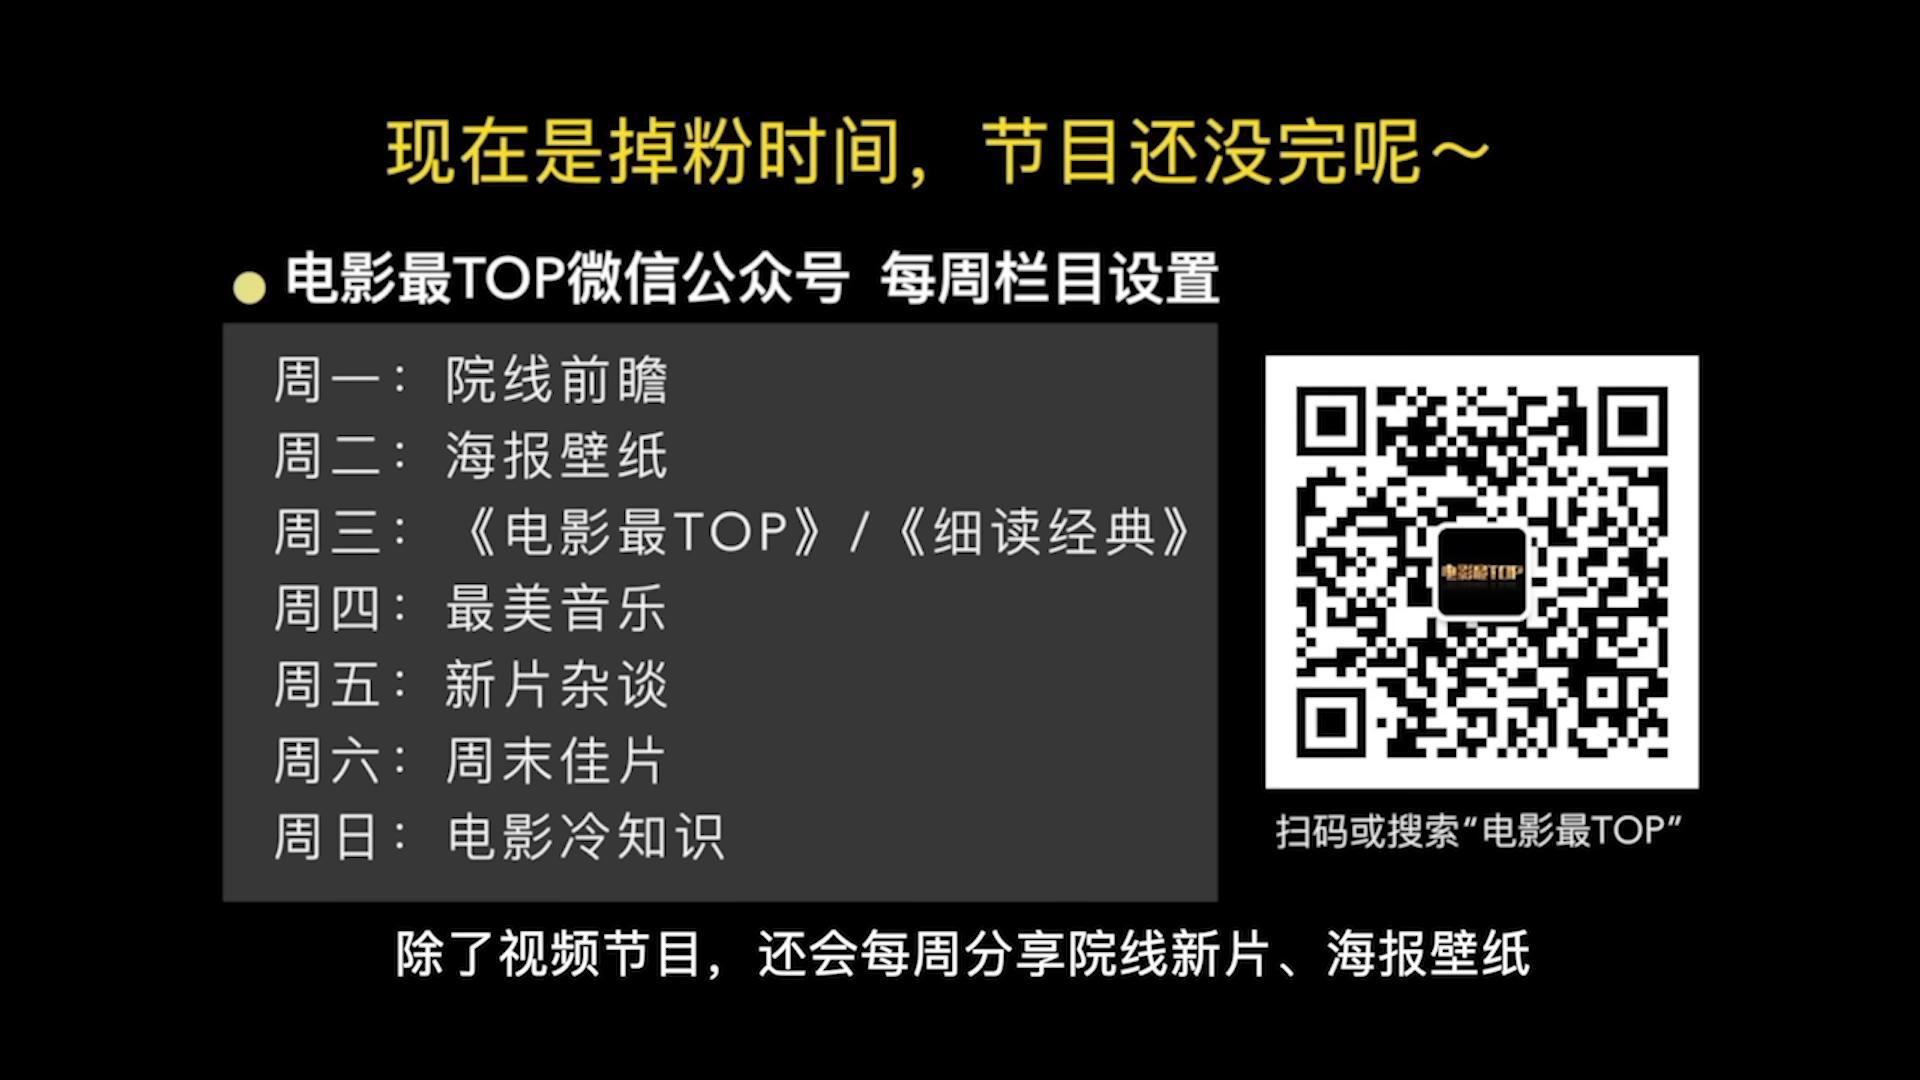 现在是掉粉时间，节目还没完呢～
电影最TOP微信公众号 每周栏目设置
周一：院线前瞻
周二：海报壁纸
周三：《电影最TOP》/《细读经典》
周四：最美音乐
周五：新片杂谈
周六：周末佳片
周日：电影冷知识
电影最TOP
扫码或搜索“电影最TOP”
除了视频节目，还会每周分享院线新片、海报壁纸